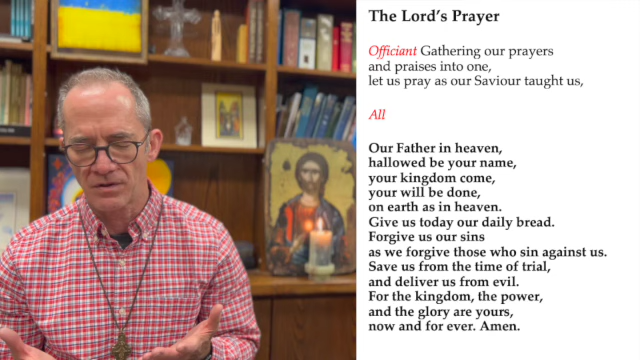 The Lord's Prayer
Officiant Gathering our prayers
and praises into one,
let us pray as our Saviour taught us,
All
Our Father in heaven,
hallowed be your name,
your kingdom come,
your will be done,
on earth as in heaven.
Give us today our daily bread.
Forgive us our sins
as we forgive those who sin against us.
Save us from the time of trial,
and deliver us from evil.
For the kingdom, the power,
and the glory are yours,
now and for ever. Amen.